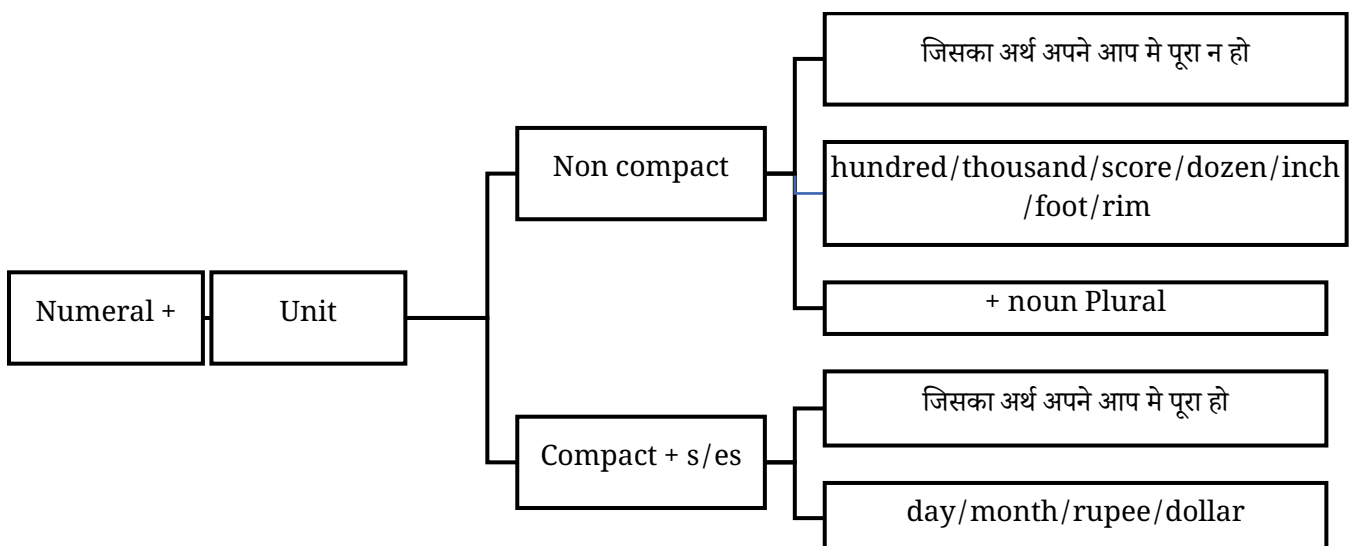 जिसका अर्थ अपने आप मे पूरा न हो
Non compact
hundred/thousand/score/dozen/inch
/foot/rim
Numeral +
Unit
+ noun Plural
जिसका अर्थ अपने आप मे पूरा हो
Compact + s/es
day/month/rupee/dollar